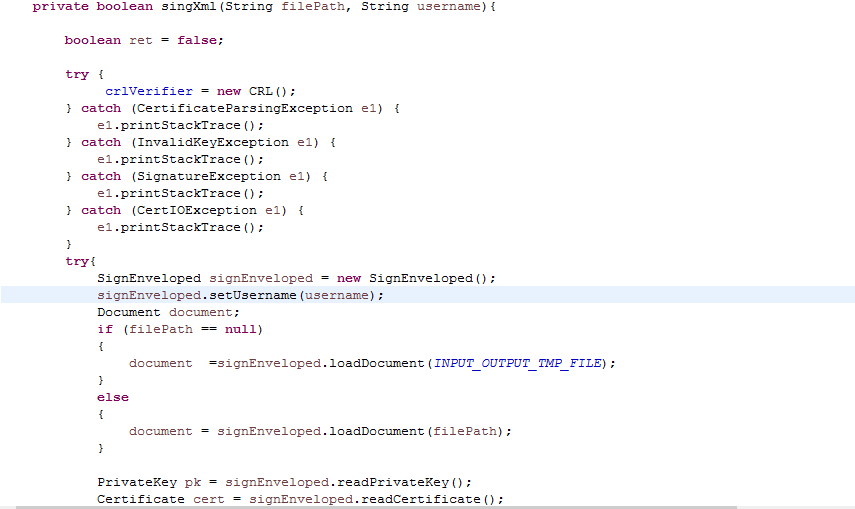 private boolean singXml(String filePath, String username){
boolean ret = false;
try {
crlVerifier = new CRL();
} catch (CertificateParsingException e1) {
e1.printStackTrace();
} catch (InvalidKeyException e1) {
e1.printStackTrace();
} catch (SignatureException e1) {
e1.printStackTrace();
} catch (CertIOException e1) {
e1.printStackTrace();
}
try{
SignEnveloped signEnveloped = new SignEnveloped();
signEnveloped.setUsername(username);
Document document;
if (filePath == null)
{
document  =signEnveloped.loadDocument(INPUT_OUTPUT_TMP_FILE);
}
else
{
document = signEnveloped.loadDocument(filePath);
}
PrivateKey pk = signEnveloped.readPrivateKey();
Certificate cert = signEnveloped.readCertificate();